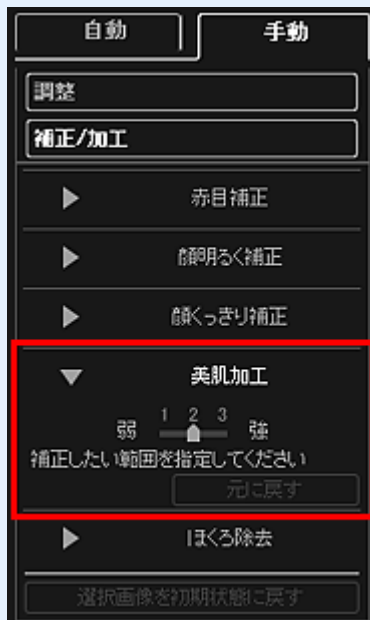 自動
手動
調整
補正/加工
赤目補正
顔明るく補正
顔くっきり補正
美肌加工
1 2 3
弱 強
補正したい範囲を指定してください
元に戻す
ほくろ除去
選択画像を初期状態に戻す